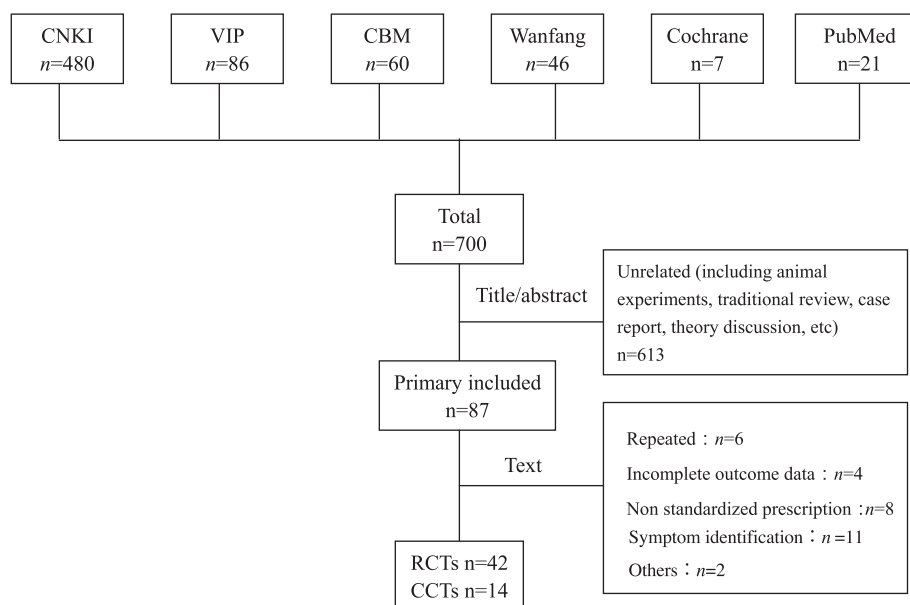 CNKI
n=480
VIP
n=86
CBM
n=60
Wanfang
n=46
Cochrane
n=7
PubMed
n=21
Total
n=700
Title/abstract
Unrelated (including animal
experiments, traditional review, case
report, theory discussion, etc)
n=613
Primary included
n=87
Text
Repeated：n=6
Incomplete outcome data：n=4
Non standardized prescription :n=8
Symptom identification：n =11
Others：n=2
RCTs n=42
CCTs n=14